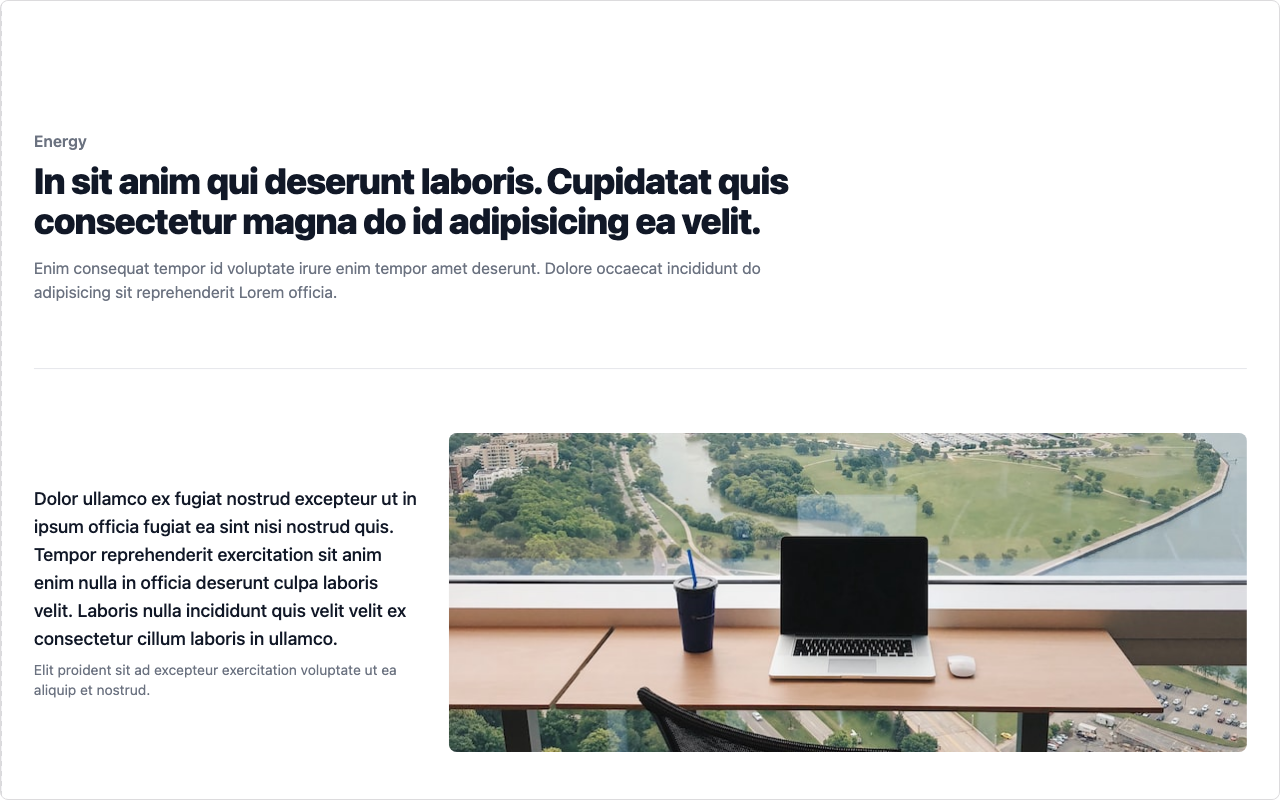 Energy
In sit anim qui deserunt laboris. Cupidatat quis
consectetur magna do id adipisicing ea velit.
Enim consequat tempor id voluptate irure enim tempor amet deserunt. Dolore occaecat incididunt do
adipisicing sit reprehenderit Lorem officia.
Dolor ullamco ex fugiat nostrud excepteur ut in
ipsum officia fugiat ea sint nisi nostrud quis.
Tempor reprehenderit exercitation sit anim
enim nulla in officia deserunt culpa laboris
velit. Laboris nulla incididunt quis velit velit ex
consectetur cillum laboris in ullamco.
Elit proident sit ad excepteur exercitation voluptate ut ea
aliquip et nostrud.